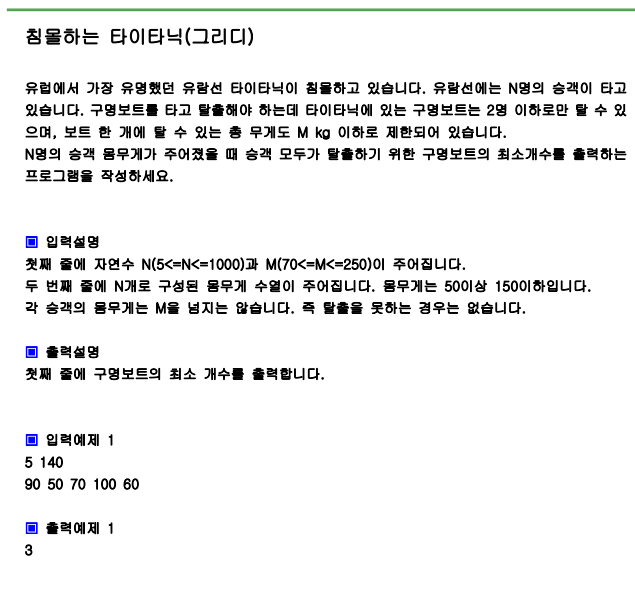 침몰하는 타이타닉(그리디)
유럽에서 가장 유명했던 유람선 타이타닉이 침몰하고 있습니다. 유람선에는 N명의 승객이 타고
있습니다. 구명보트를 타고 탈출해야 하는데 타이타닉에 있는 구명보트는 2명 이하로만 탈 수 있
으며, 보트 한 개에 탈 수 있는 총 무게도 M kg 이하로 제한되어 있습니다.
N명의 승객 몸무게가 주어졌을 때 승객 모두가 탈출하기 위한 구명보트의 최소개수를 출력하는
프로그램을 작성하세요.
▣ 입력설명
첫째 줄에 자연수 N(5<=N<=1000)과 M(70<=M<=250)이 주어집니다.
두 번째 줄에 N개로 구성된 몸무게 수열이 주어집니다. 몸무게는 50이상 150이하입니다.
각 승객의 몸무게는 M을 넘지는 않습니다. 즉 탈출을 못하는 경우는 없습니다.
▣ 출력설명
첫째 줄에 구명보트의 최소 개수를 출력합니다.
▣ 입력예제 1
5 140
90 50 70 100 60
▣ 출력예제 1
3